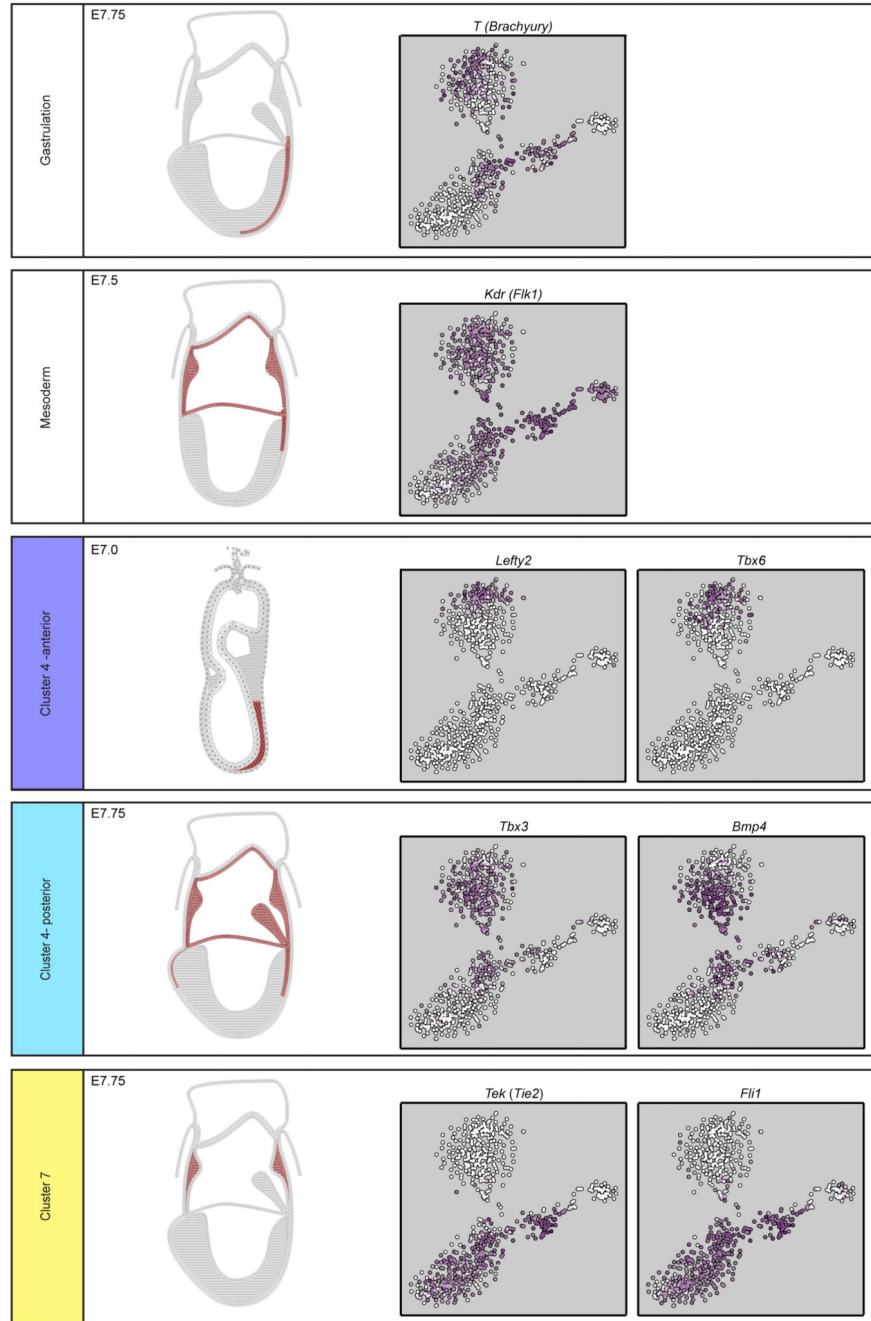 E7.75
T (Brachyury)
Gastrulation
E7.5
Kdr (Flk1)
Mesoderm
E7.0
Lefty2
Tbx6
Cluster 4 -anterior
E7.75
Tbx3
Bmp4
Cluster 4- posterior
E7.75
Tek (Tie2)
Fli1
Cluster 7